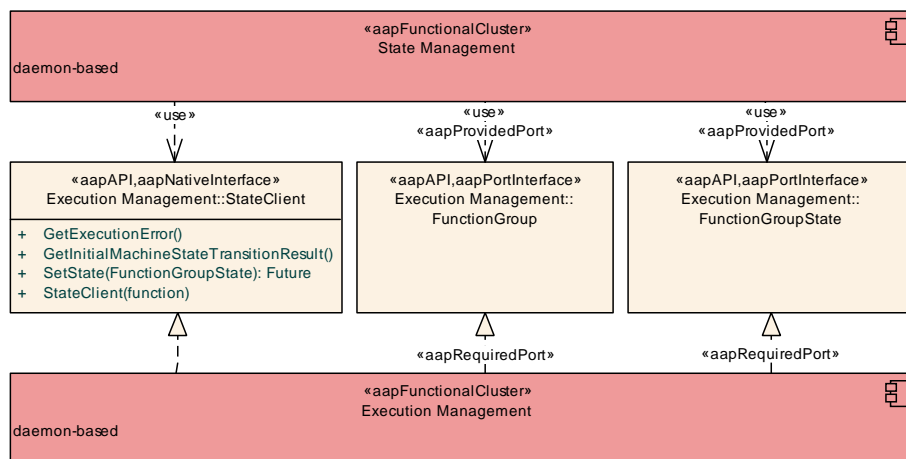 «aapFunctionalCluster»
State Management
daemon-based
«use»
«use»
«aapProvidedPort»
«use»
«aapProvidedPort»
«aapAPI,aapNativeInterface»
Execution Management::StateClient
+ GetExecutionError()
+ GetInitialMachineStateTransitionResult()
+ SetState(FunctionGroupState): Future
+ StateClient(function)
«aapAPI,aapPortInterface»
Execution Management::
FunctionGroup
«aapAPI,aapPortInterface»
Execution Management::
FunctionGroupState
«aapRequiredPort»
«aapRequiredPort»
«aapFunctionalCluster»
Execution Management
daemon-based